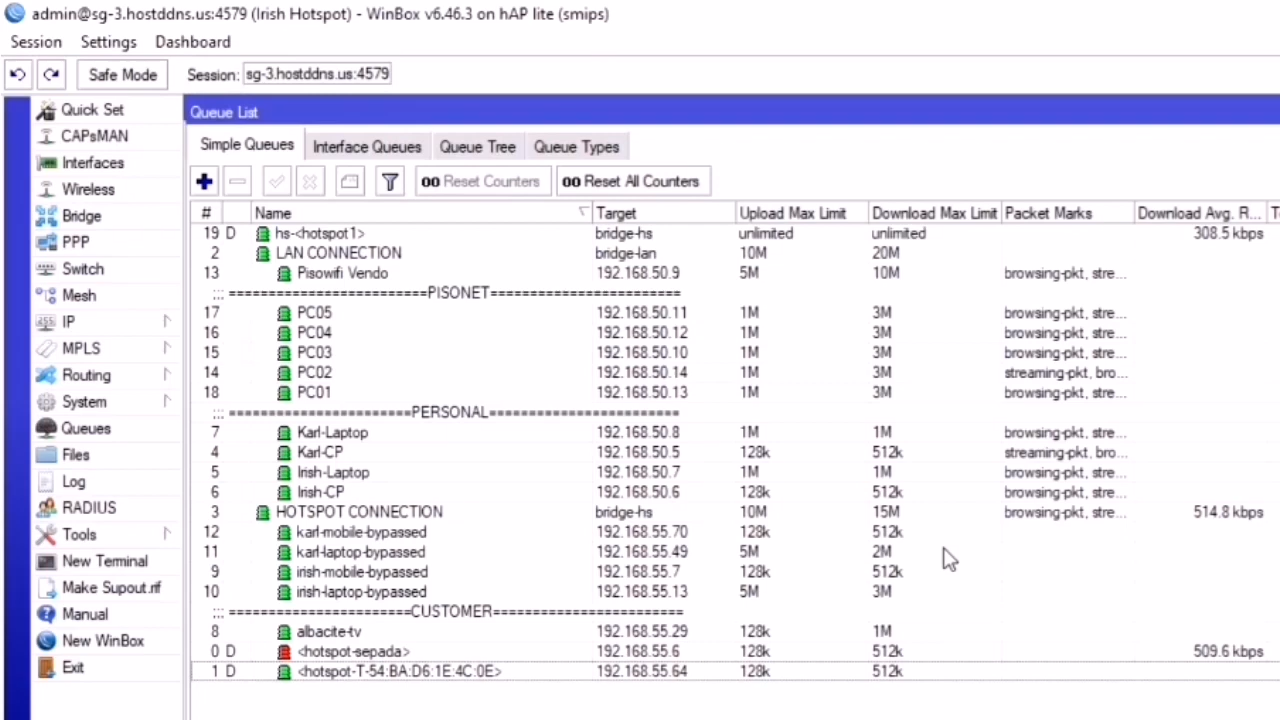 admin@sg-3.hostddns.us:4579 (Irish Hotspot) - WinBox v6.46.3 on hAP lite (smips)
Session Settings Dashboard
Safe Mode Session: sg-3.hostddns.us:4579
Quick Set
CAPsMAN
Interfaces
Wireless
Bridge
PPP
Switch
Mesh
IP
MPLS
Routing
System
Queues
Files
Log
RADIUS
Tools
New Terminal
Make Supout.rif
Manual
New WinBox
Exit
Queue List
Simple Queues Interface Queues Queue Tree Queue Types
00 Reset Counters 00 Reset All Counters
# Name Target Upload Max Limit Download Max Limit Packet Marks Download Avg. R...
19 D hs-<hotspot1> bridge-hs unlimited unlimited 308.5 kbps
2 LAN CONNECTION bridge-lan 10M 20M
13 Pisowifi Vendo 192.168.50.9 5M 10M browsing-pkt, stre...
::: =========================PISONET========================
17 PC05 192.168.50.11 1M 3M browsing-pkt, stre...
16 PC04 192.168.50.12 1M 3M browsing-pkt, stre...
15 PC03 192.168.50.10 1M 3M browsing-pkt, stre...
14 PC02 192.168.50.14 1M 3M streaming-pkt, bro...
18 PC01 192.168.50.13 1M 3M browsing-pkt, stre...
::: =======================PERSONAL========================
7 Karl-Laptop 192.168.50.8 1M 1M browsing-pkt, stre...
4 Karl-CP 192.168.50.5 128k 512k streaming-pkt, bro...
5 Irish-Laptop 192.168.50.7 1M 1M browsing-pkt, stre...
6 Irish-CP 192.168.50.6 128k 512k browsing-pkt, stre...
3 HOTSPOT CONNECTION bridge-hs 10M 15M browsing-pkt, stre... 514.8 kbps
12 karl-mobile-bypassed 192.168.55.70 128k 512k
11 karl-laptop-bypassed 192.168.55.49 5M 2M
9 irish-mobile-bypassed 192.168.55.7 128k 512k
10 irish-laptop-bypassed 192.168.55.13 5M 3M
::: =======================CUSTOMER========================
8 albacite-tv 192.168.55.29 128k 1M
0 D <hotspot-sepada> 192.168.55.6 128k 512k 509.6 kbps
1 D <hotspot-T-54:BA:D6:1E:4C:0E> 192.168.55.64 128k 512k